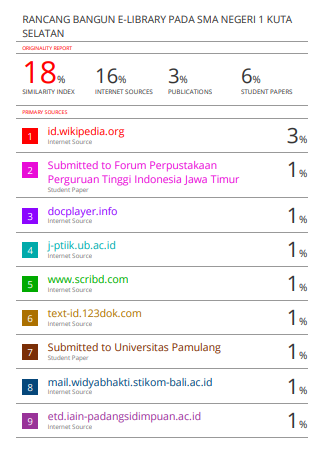 RANCANG BANGUN E-LIBRARY PADA SMA NEGERI 1 KUTA
SELATAN
ORIGINALITY REPORT
18%
SIMILARITY INDEX
16%
INTERNET SOURCES
3%
PUBLICATIONS
6%
STUDENT PAPERS
PRIMARY SOURCES
1
id.wikipedia.org
Internet Source
3%
2
Submitted to Forum Perpustakaan
Perguruan Tinggi Indonesia Jawa Timur
Student Paper
1%
3
docplayer.info
Internet Source
1%
4
j-ptiik.ub.ac.id
Internet Source
1%
5
www.scribd.com
Internet Source
1%
6
text-id.123dok.com
Internet Source
1%
7
Submitted to Universitas Pamulang
Student Paper
1%
8
mail.widyabhakti.stikom-bali.ac.id
Internet Source
1%
9
etd.iain-padangsidimpuan.ac.id
Internet Source
1%